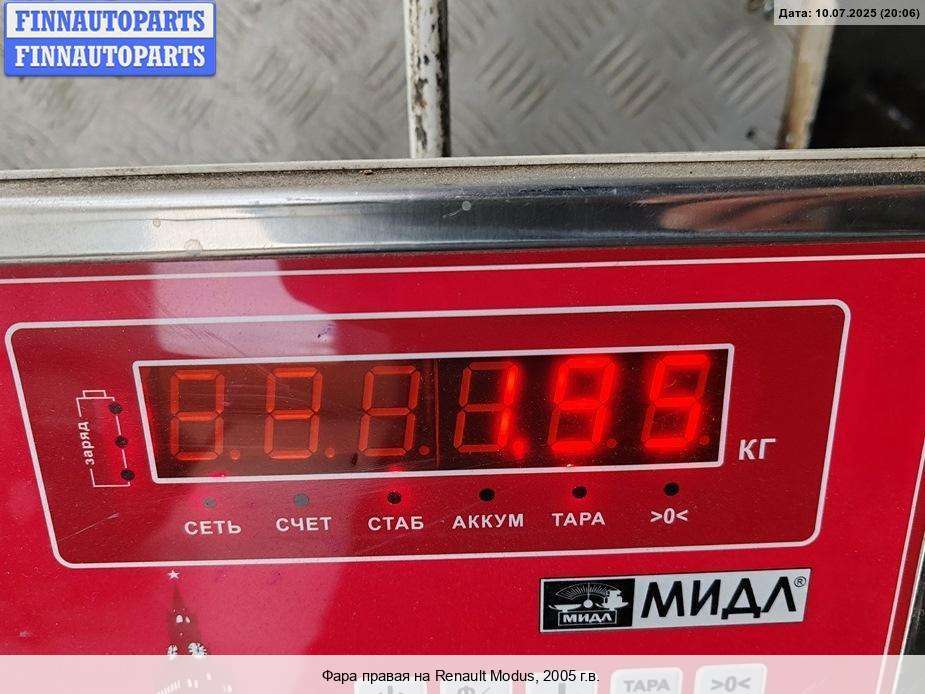 FINNAUTOPARTS
FINNAUTOPARTS
Дата: 10.07.2025 (20:06)
заряд
1.95
КГ
СЕТЬ СЧЕТ СТАБ АККУМ ТАРА >0<
МИДЛ МИДЛ®
ТАРА >0<
Фара правая на Renault Modus, 2005 г.в.